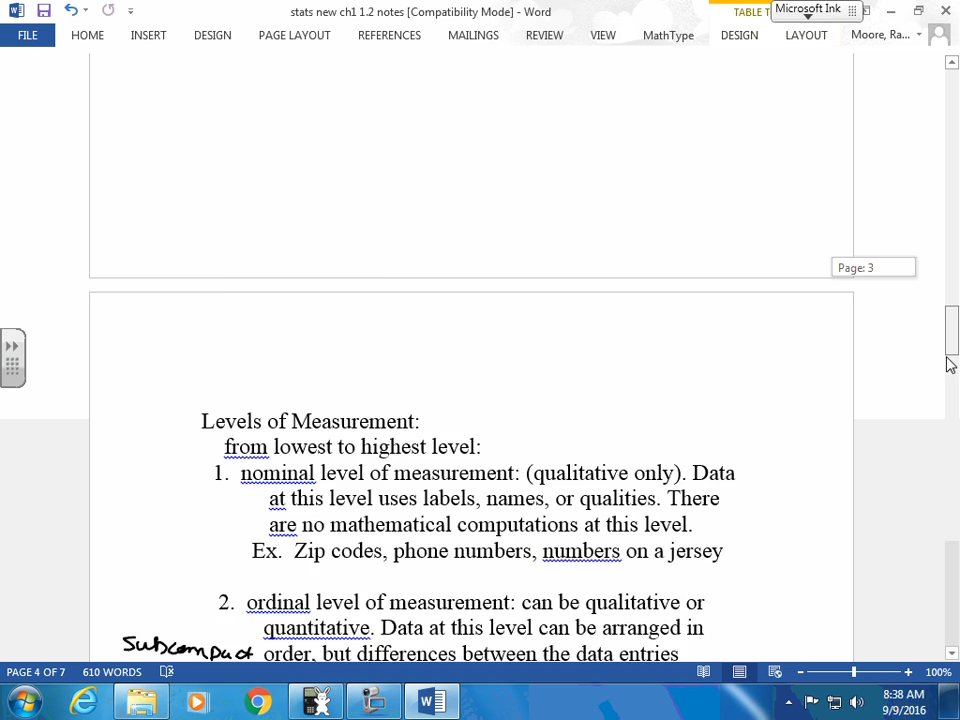 stats new ch1 1.2 notes [Compatibility Mode] - Word
TABLE T
Microsoft Ink
FILE HOME INSERT DESIGN PAGE LAYOUT REFERENCES MAILINGS REVIEW VIEW MathType DESIGN LAYOUT Moore, Ra...
Page: 3
Levels of Measurement:
from lowest to highest level:
1. nominal level of measurement: (qualitative only). Data
at this level uses labels, names, or qualities. There
are no mathematical computations at this level.
Ex. Zip codes, phone numbers, numbers on a jersey
2. ordinal level of measurement: can be qualitative or
quantitative. Data at this level can be arranged in
Subcompact order, but differences between the data entries
PAGE 4 OF 7 610 WORDS 100%
8:38 AM
9/9/2016